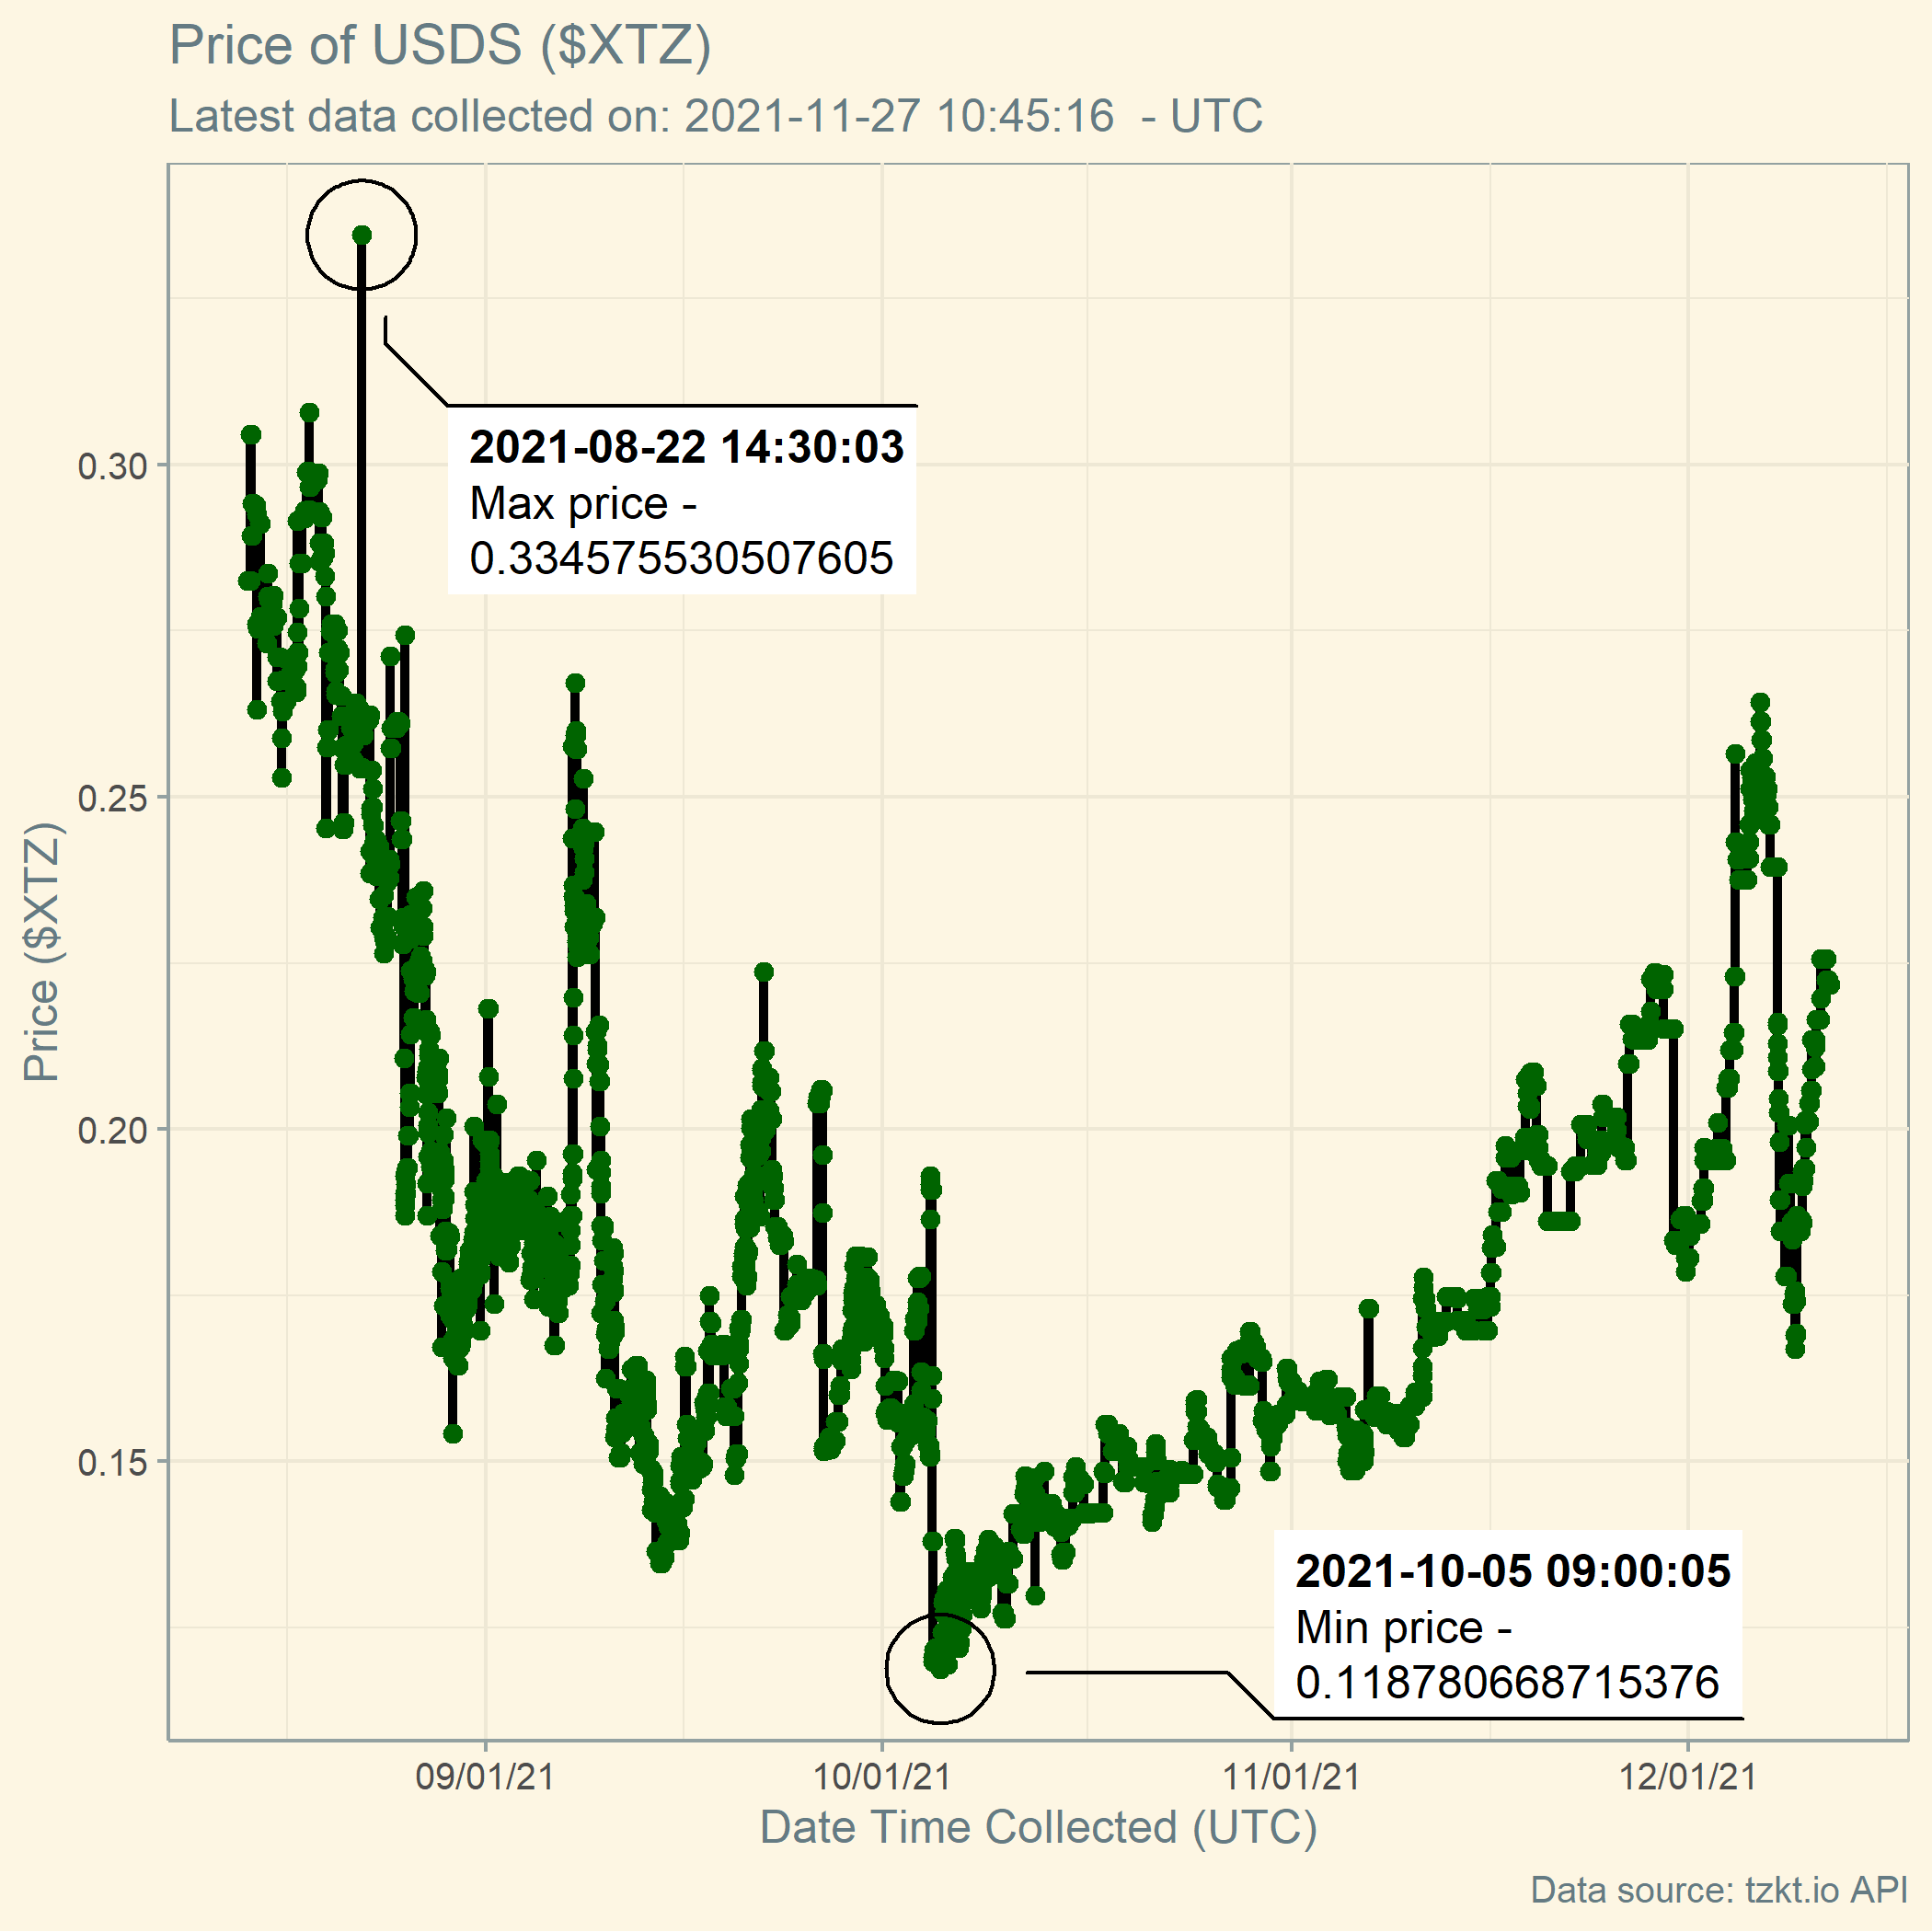 Price of USDS ($XTZ)
Latest data collected on: 2021-11-27 10:45:16  - UTC
2021-08-22 14:30:03
Max price -
0.334575530507605
0.30
0.25
0.20
0.15
Price ($XTZ)
2021-10-05 09:00:05
Min price -
0.118780668715376
09/01/21
10/01/21
11/01/21
12/01/21
Date Time Collected (UTC)
Data source: tzkt.io API